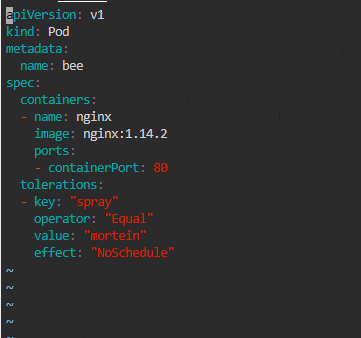 apiVersion: v1
kind: Pod
metadata:
  name: bee
spec:
  containers:
  - name: nginx
    image: nginx:1.14.2
    ports:
    - containerPort: 80
  tolerations:
  - key: "spray"
    operator: "Equal"
    value: "mortein"
    effect: "NoSchedule"
~
~
~
~
~